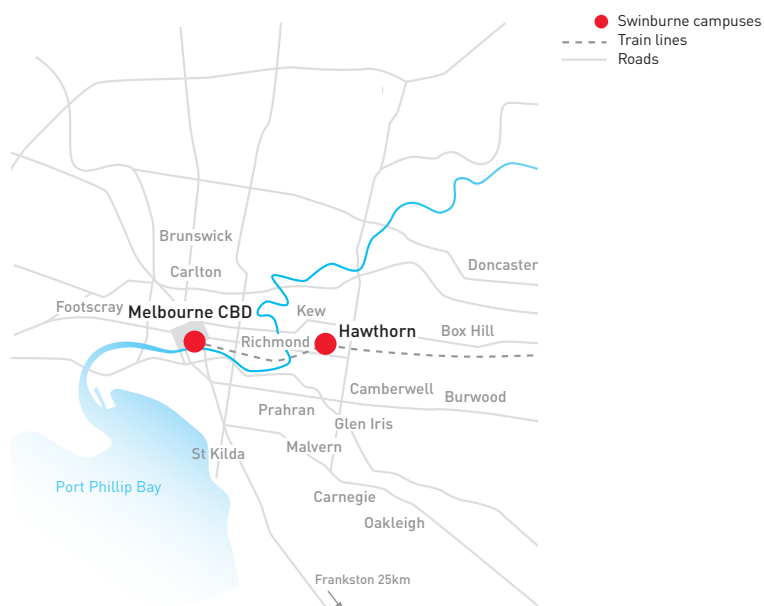 Swinburne campuses
Train lines
Roads
Brunswick
Doncaster
Carlton
Footscray
Melbourne CBD
Kew
Hawthorn
Box Hill
Richmond
Camberwell
Burwood
Prahran
Glen Iris
Malvern
St Kilda
Port Phillip Bay
Carnegie
Oakleigh
Frankston 25km